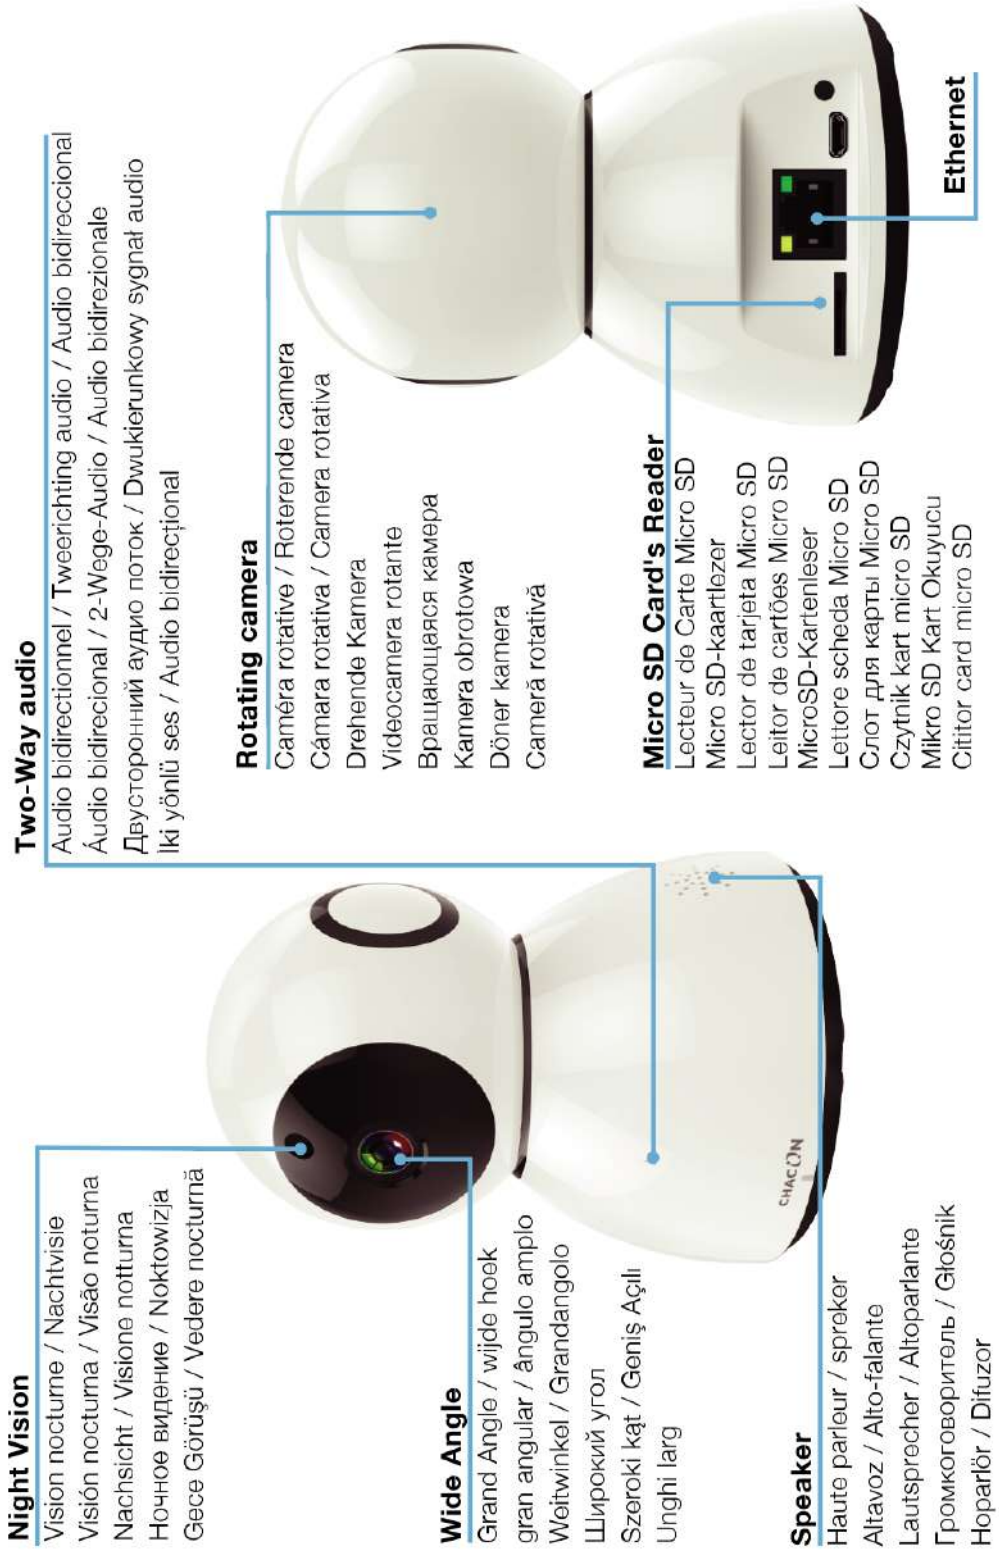 Night Vision
Vision nocturne / Nachtvisie
Visión nocturna / Visão noturna
Nachsicht / Visione notturna
Ночное видение / Noktowizja
Gece Görüşü / Vedere nocturnă
Two-Way audio
Audio bidirectionnel / Tweerichting audio / Audio bidireccional
Áudio bidirecional / 2-Wege-Audio / Audio bidirezionale
Двусторонний аудио поток / Dwukierunkowy sygnał audio
İki yönlü ses / Audio bidirecțional
Wide Angle
Grand Angle / wijde hoek
gran angular / ângulo amplo
Weitwinkel / Grandangolo
Широкий угол
Szeroki kąt / Geniş Açılı
Unghi larg
Rotating camera
Caméra rotative / Roterende camera
Cámara rotativa / Camera rotativa
Drehende Kamera
Videocamera rotante
Вращающаяся камера
Kamera obrotowa
Döner kamera
Cameră rotativă
Speaker
Haute parleur / spreker
Altavoz / Alto-falante
Lautsprecher / Altoparlante
Громкоговоритель / Głośnik
Hoparlör / Difuzor
CHACON
Micro SD Card's Reader
Lecteur de Carte Micro SD
Micro SD-kaartlezer
Lector de tarjeta Micro SD
Leitor de cartões Micro SD
MicroSD-Kartenleser
Lettore scheda Micro SD
Слот для карты Micro SD
Czytnik kart micro SD
Mikro SD Kart Okuyucu
Cititor card micro SD
Ethernet